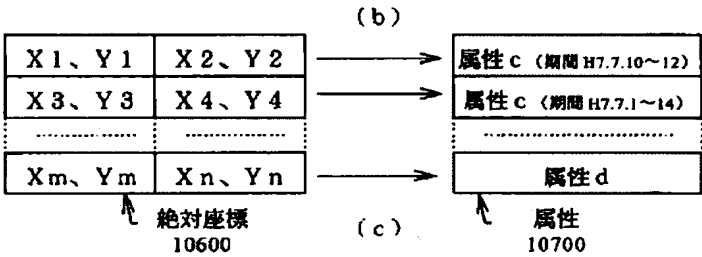 (b)
X1、Y1 X2、Y2 属性c (期間H7.7.10〜12)
X3、Y3 X4、Y4 属性c (期間H7.7.1〜14)
Xm、Ym Xn、Yn 属性d
絶対座標 属性
10600 (c) 10700